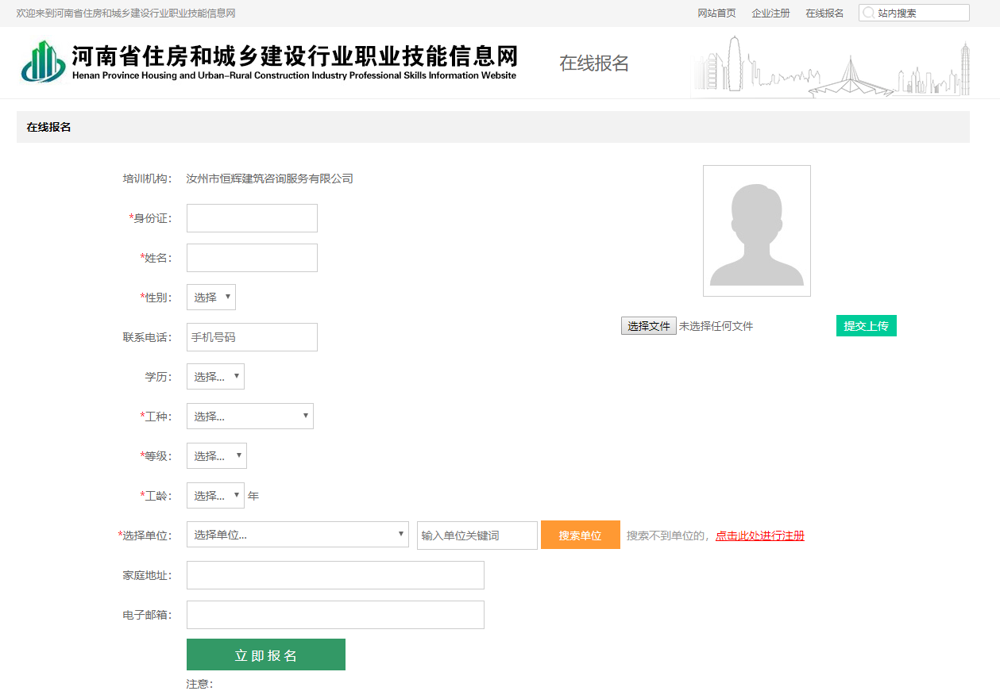 欢迎来到河南省住房和城乡建设行业职业技能信息网
网站首页 企业注册 在线报名 站内搜索
河南省住房和城乡建设行业职业技能信息网
Henan Province Housing and Urban-Rural Construction Industry Professional Skills Information Website
在线报名
在线报名
培训机构: 汝州市恒辉建筑咨询服务有限公司
*身份证:
*姓名:
*性别: 选择
选择文件 未选择任何文件 提交上传
联系电话: 手机号码
学历: 选择...
*工种: 选择...
*等级: 选择...
*工龄: 选择... 年
*选择单位: 选择单位... 输入单位关键词 搜索单位 搜索不到单位的，点击此处进行注册
家庭地址:
电子邮箱:
立即报名
注意: